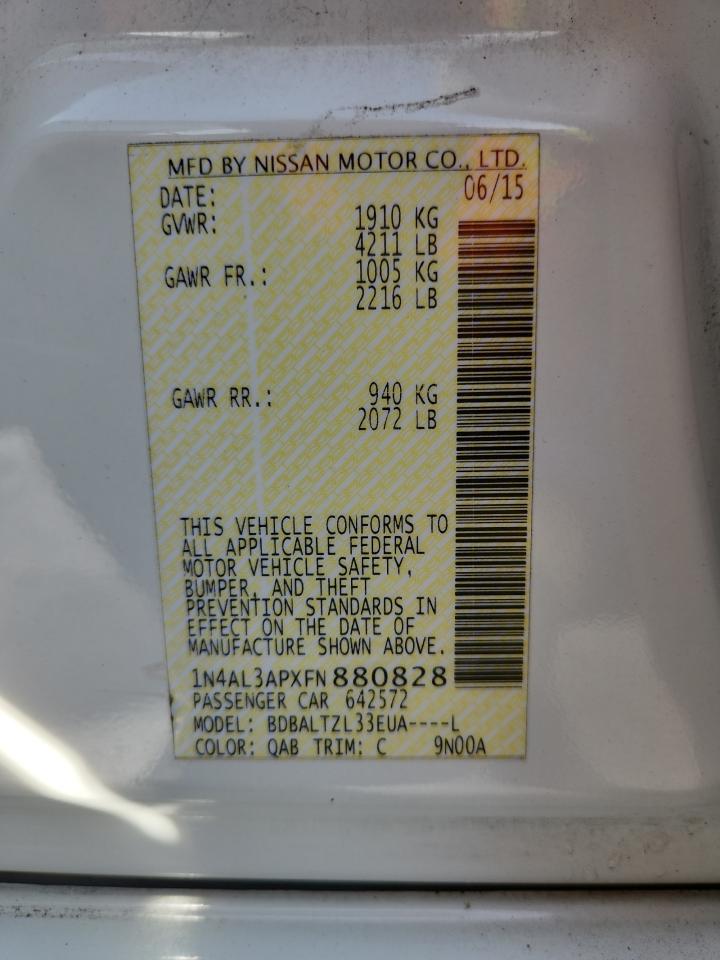 MFD BY NISSAN MOTOR CO., LTD.
DATE: 06/15
GVWR: 1910 KG
4211 LB
GAWR FR.: 1005 KG
2216 LB
GAWR RR.: 940 KG
2072 LB
THIS VEHICLE CONFORMS TO
ALL APPLICABLE FEDERAL
MOTOR VEHICLE SAFETY,
BUMPER, AND THEFT
PREVENTION STANDARDS IN
EFFECT ON THE DATE OF
MANUFACTURE SHOWN ABOVE.
1N4AL3APXFN880828
PASSENGER CAR 642572
MODEL: BDBALTZL33EUA----L
COLOR: QAB TRIM: C 9N00A